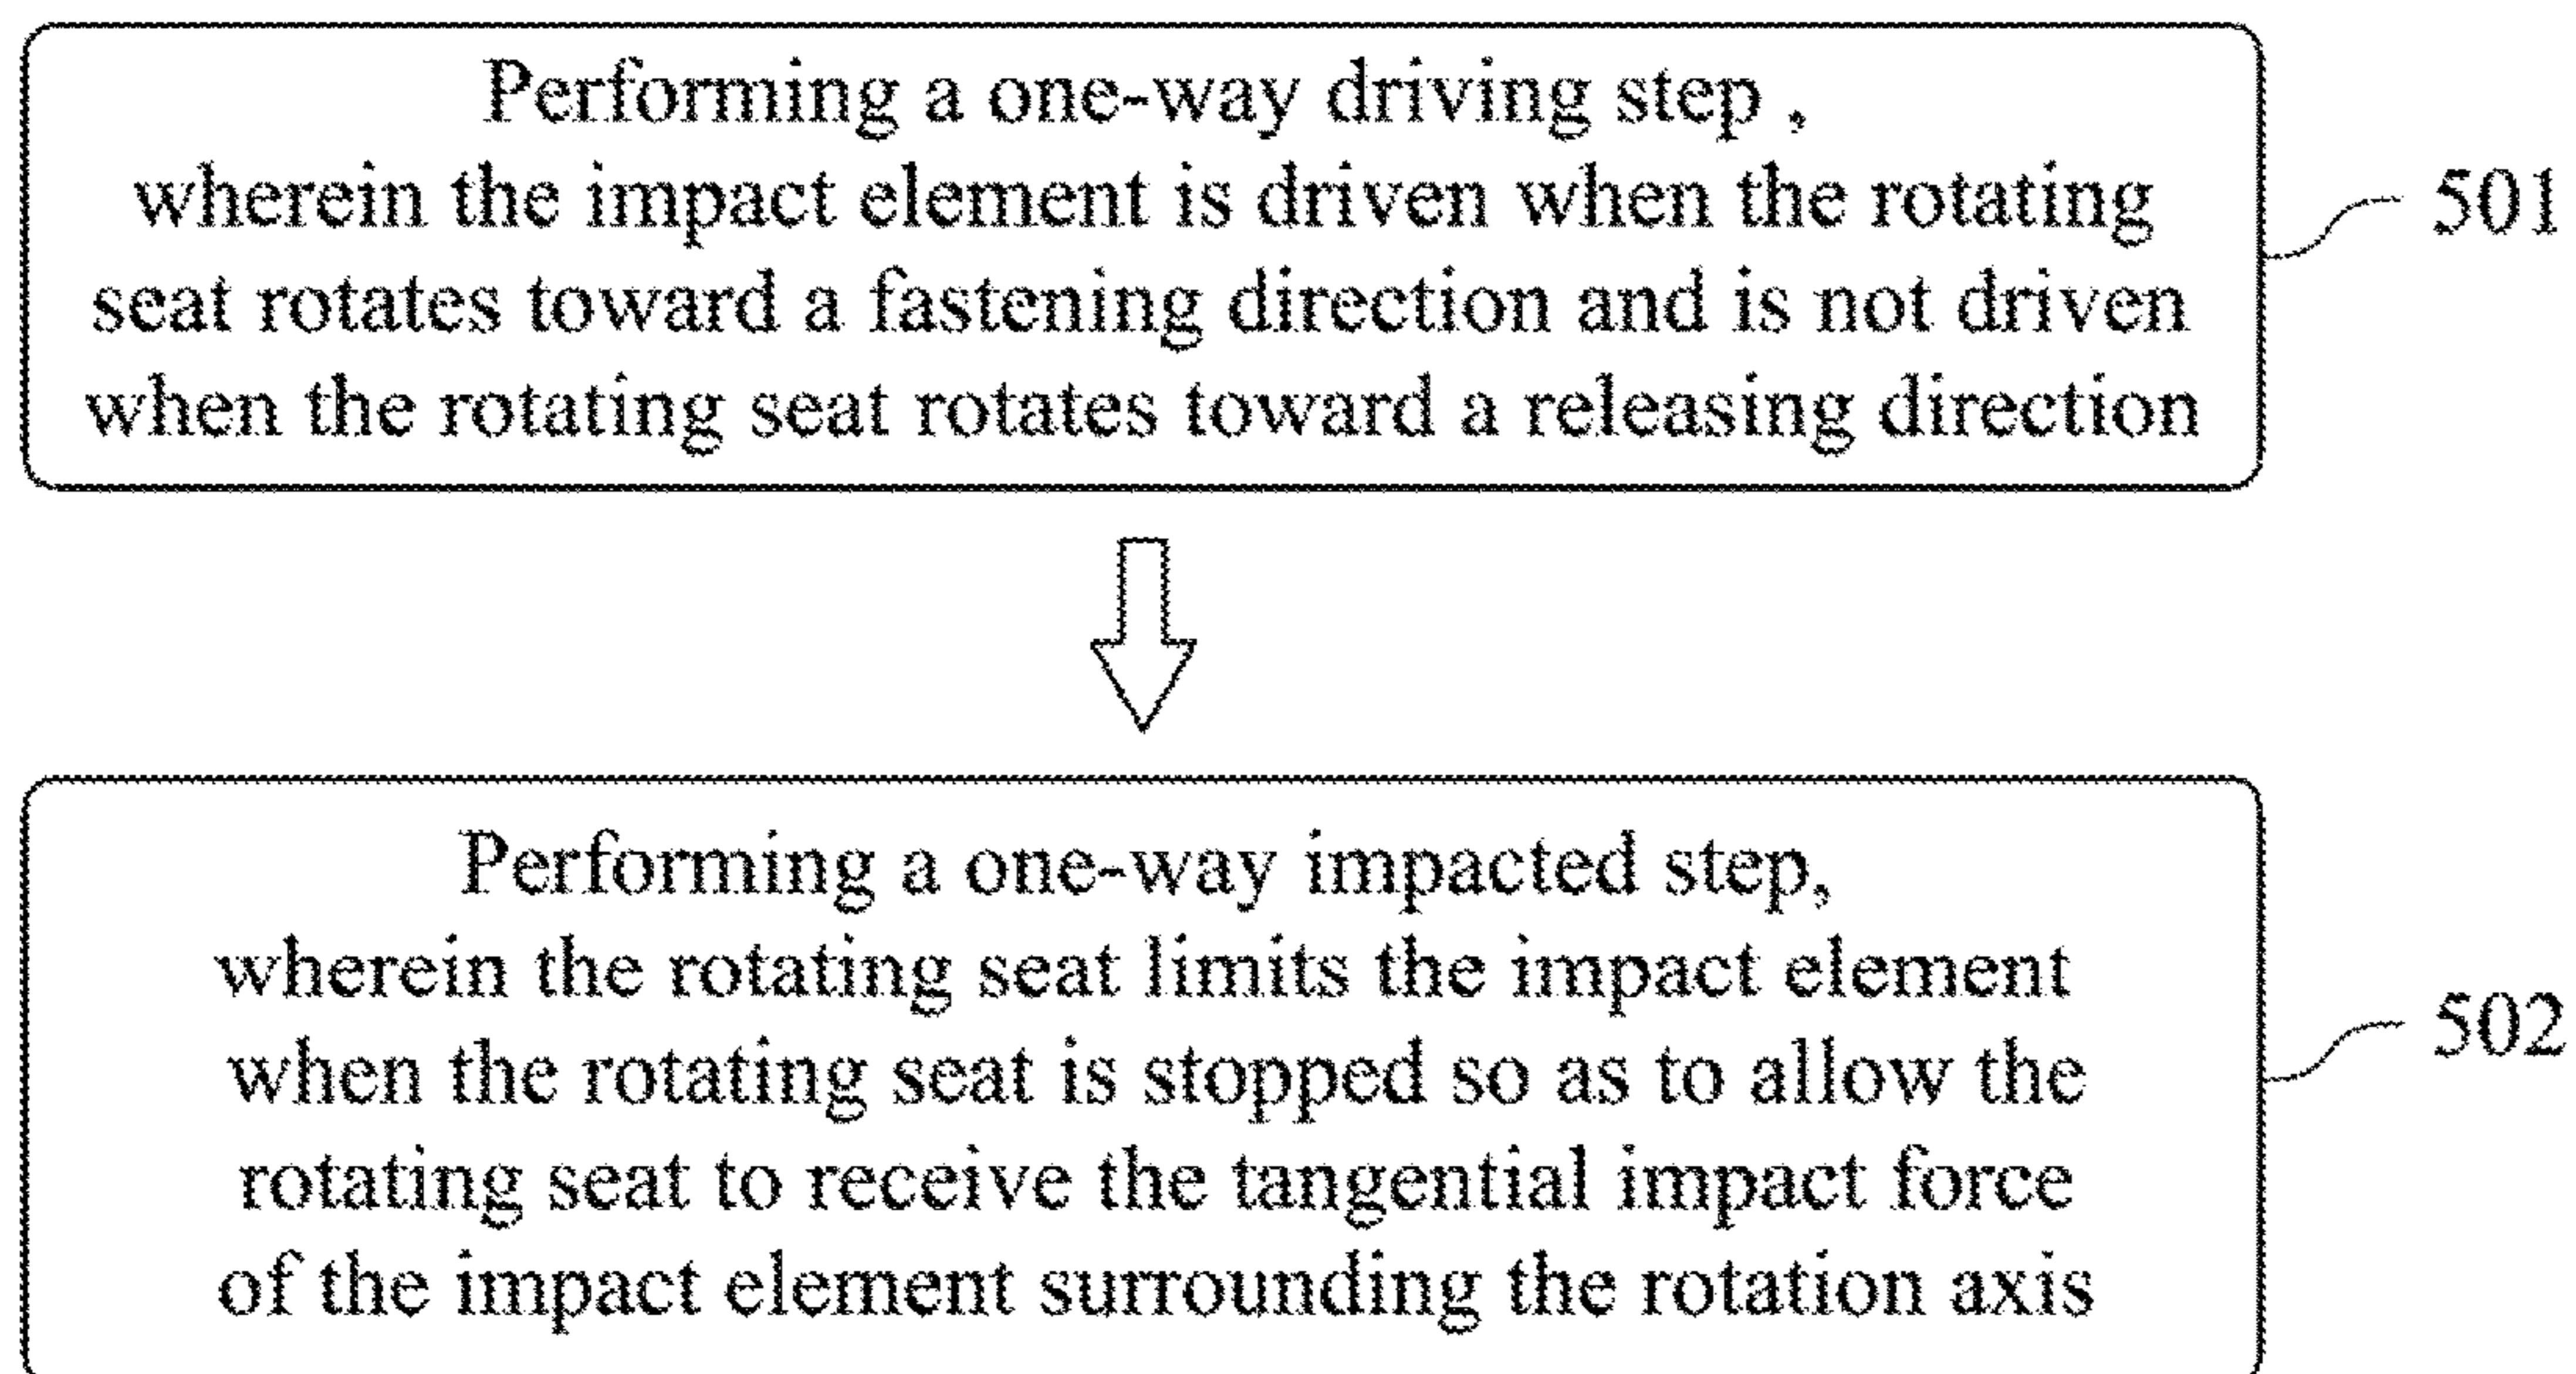 Performing a one-way driving step ,
wherein the impact element is driven when the rotating
seat rotates toward a fastening direction and is not driven
when the rotating seat rotates toward a releasing direction
501
Performing a one-way impacted step,
wherein the rotating seat limits the impact element
when the rotating seat is stopped so as to allow the
rotating seat to receive the tangential impact force
of the impact element surrounding the rotation axis
502